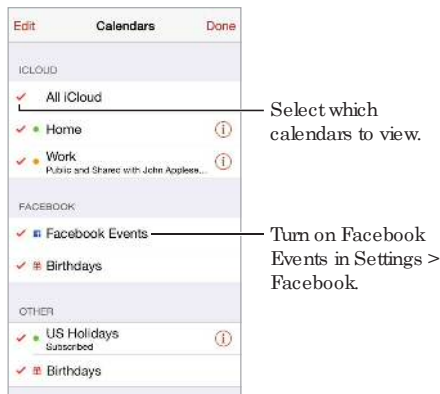 Edit Calendars Done
ICLOUD
All iCloud
Select which
calendars to view.
Home
Work
Public and Shared with John Applese...
FACEBOOK
Facebook Events
Turn on Facebook
Events in Settings >
Facebook.
Birthdays
OTHER
US Holidays
Subscribed
Birthdays